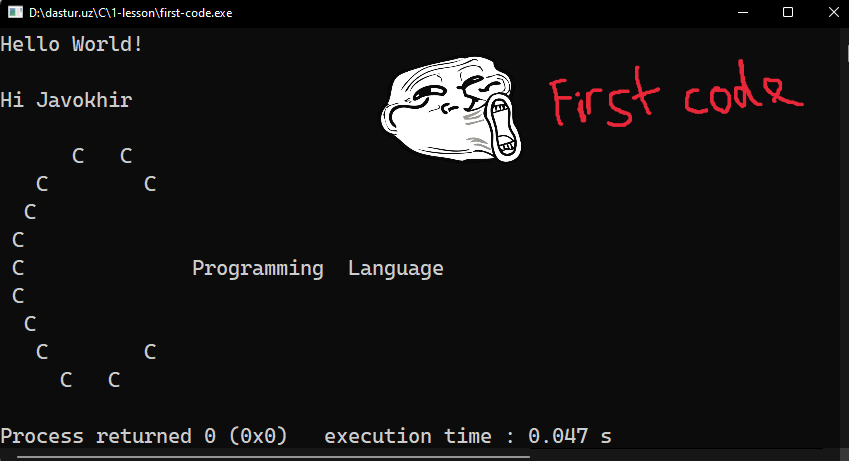 D:\dastur.uz\C\1-lesson\first-code.exe
Hello World!
First code
Hi Javokhir
C   C
C        C
C
C
C              Programming  Language
C
C
C        C
C   C
Process returned 0 (0x0)   execution time : 0.047 s